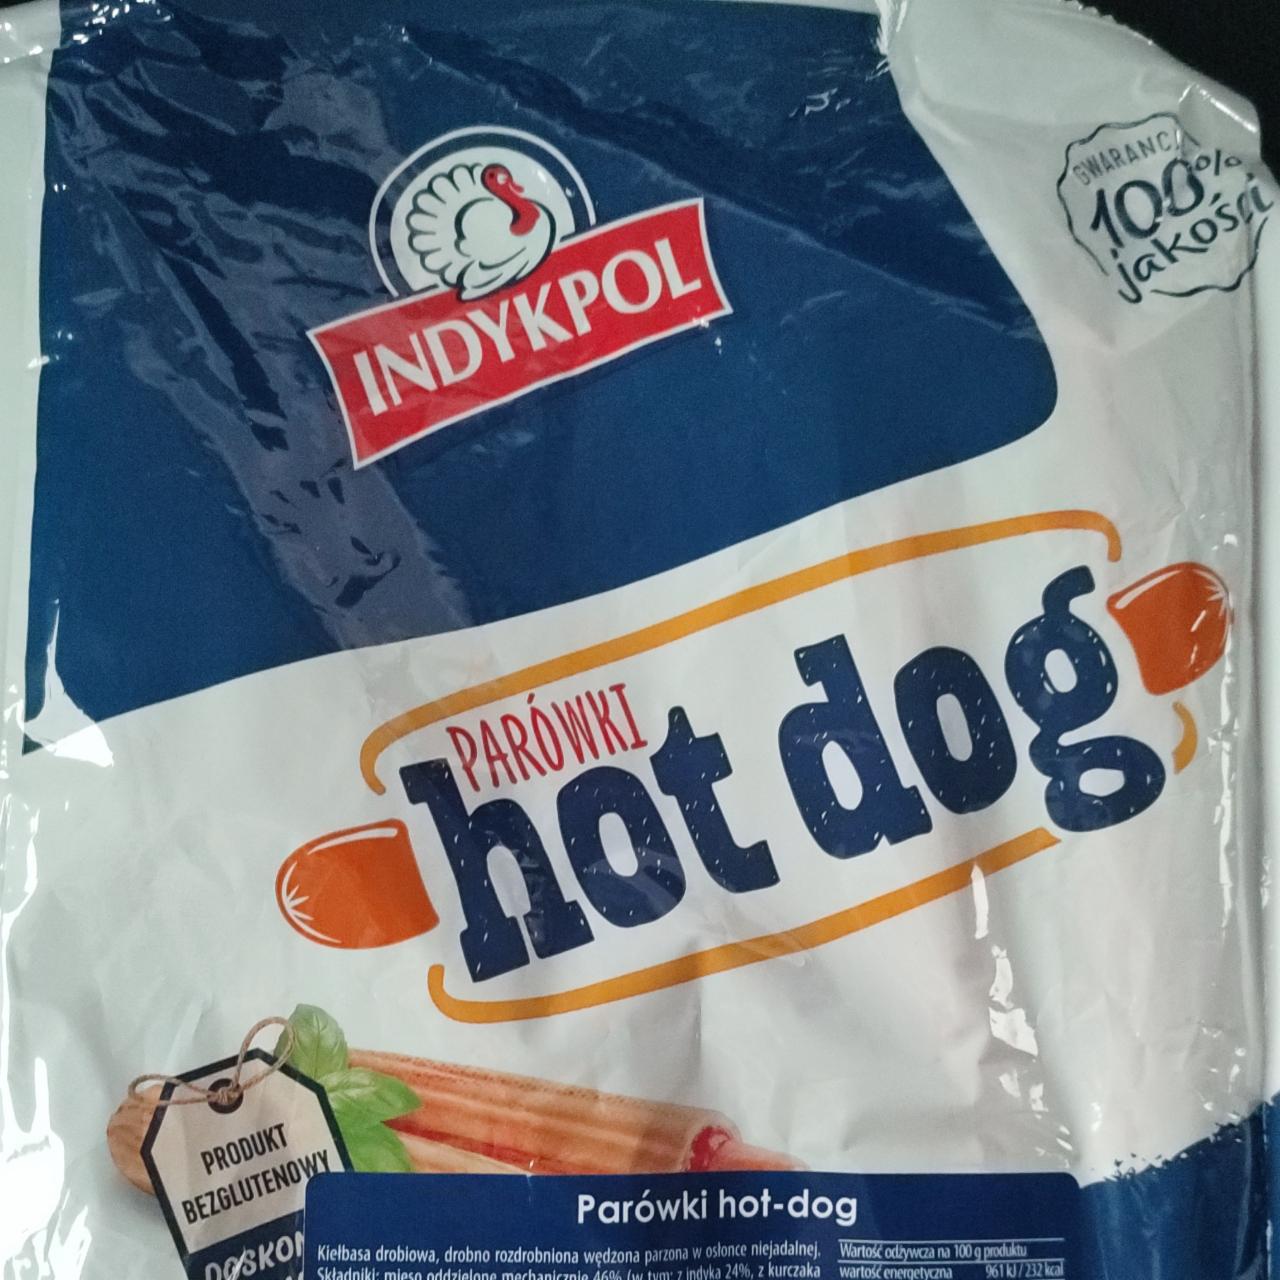 GWARANCJA
100%
jakości
INDYKPOL
PARÓWKI
hot dog
PRODUKT
BEZGLUTENOWY
Parówki hot-dog
Kiełbasa drobiowa, drobno rozdrobniona wędzona parzona w osłonce niejadalnej.
Składniki: mięso oddzielone mechanicznie 46% (w tym: z indyka 24%, z kurczaka
Wartość odżywcza na 100 g produktu
wartość energetyczna 961 kJ / 232 kcal